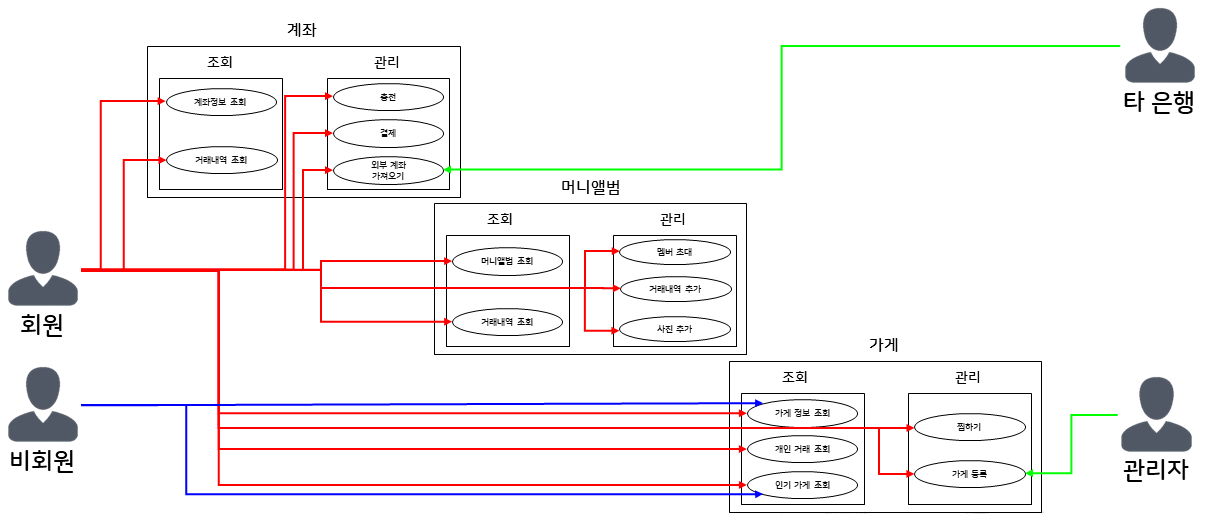 계좌
조회
관리
계좌정보 조회
거래내역 조회
충전
결제
외부 계좌
가져오기
타 은행
머니앨범
조회
관리
머니앨범 조회
거래내역 조회
멤버 초대
거래내역 추가
사진 추가
회원
가게
조회
관리
가게 정보 조회
개인 거래 조회
인기 가게 조회
찜하기
가게 등록
비회원
관리자